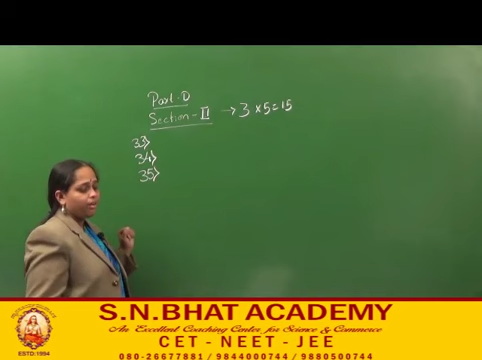 Part-D
Section-II → 3 × 5 = 15
33>
34>
35>
S.N.BHAT ACADEMY
An Excellent Coaching Center for Science & Commerce
CET - NEET - JEE
ESTD:1994
080-26677881 / 9844000744 / 9880500744